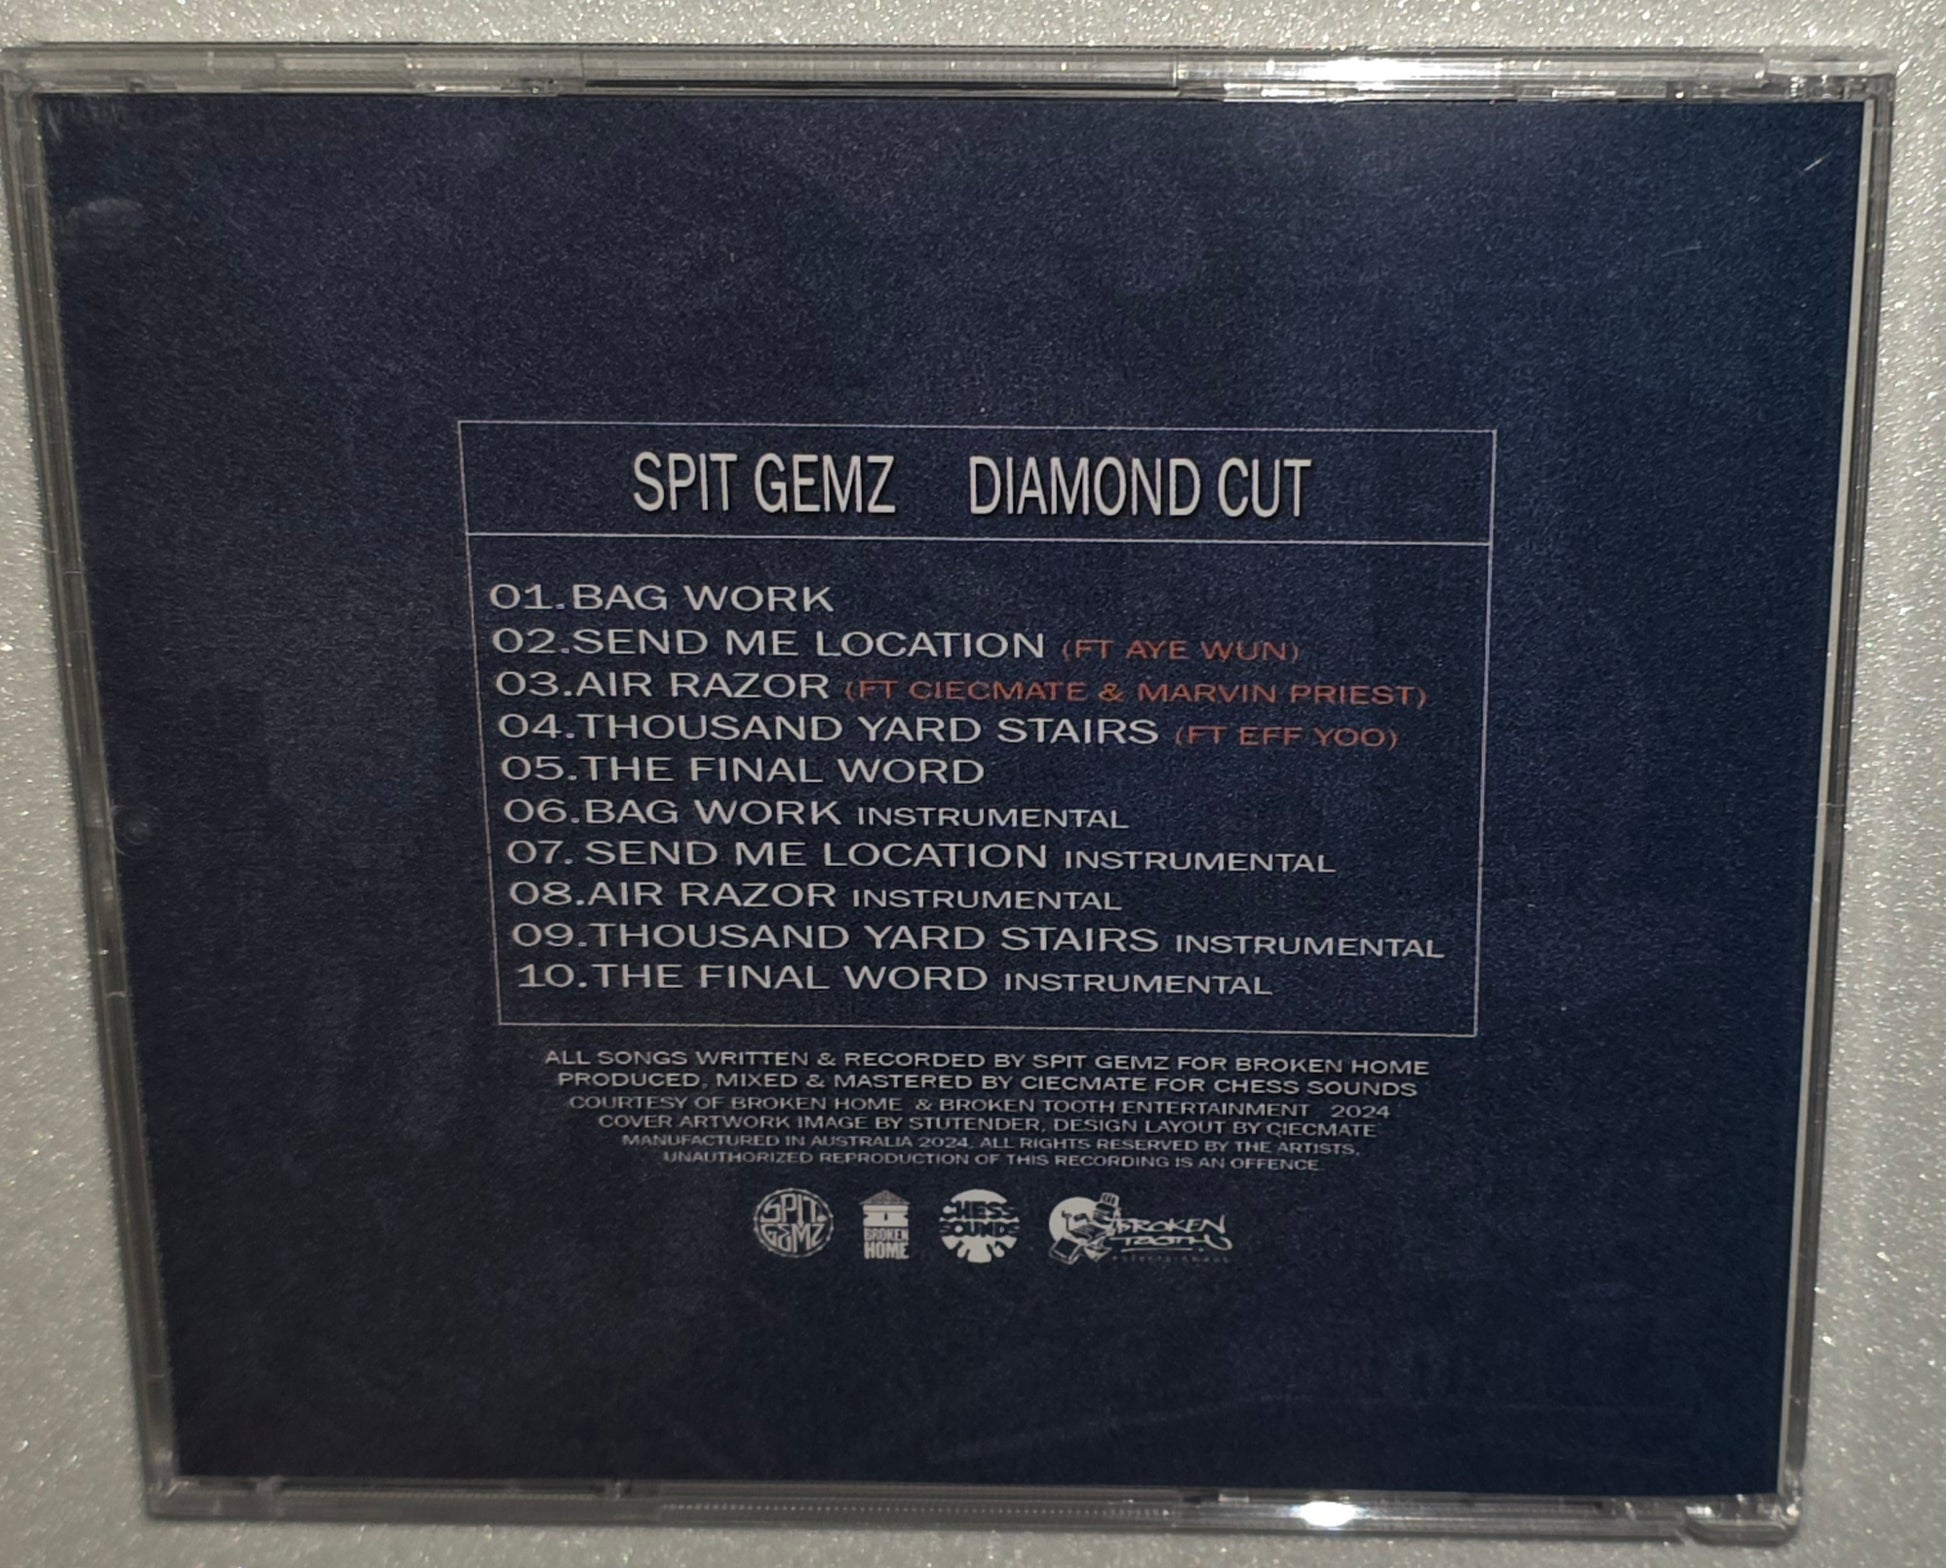 SPIT GEMZ DIAMOND CUT
01.BAG WORK
02.SEND ME LOCATION (FT AYE WUN)
03.AIR RAZOR (FT CIECMATE & MARVIN PRIEST)
04.THOUSAND YARD STAIRS (FT EFF YOO)
05.THE FINAL WORD
06.BAG WORK INSTRUMENTAL
07. SEND ME LOCATION INSTRUMENTAL
08.AIR RAZOR INSTRUMENTAL
09.THOUSAND YARD STAIRS INSTRUMENTAL
10.THE FINAL WORD INSTRUMENTAL
ALL SONGS WRITTEN & RECORDED BY SPIT GEMZ FOR BROKEN HOME
PRODUCED, MIXED & MASTERED BY CIECMATE FOR CHESS SOUNDS
COURTESY OF BROKEN HOME & BROKEN TOOTH ENTERTAINMENT 2024
COVER ARTWORK IMAGE BY STUTENDER, DESIGN LAYOUT BY CIECMATE
MANUFACTURED IN AUSTRALIA 2024. ALL RIGHTS RESERVED BY THE ARTISTS,
UNAUTHORIZED REPRODUCTION OF THIS RECORDING IS AN OFFENCE
SPIT GEMZ
BROKEN HOME
CHESS SOUNDS
BROKEN TOOTH
entertainment